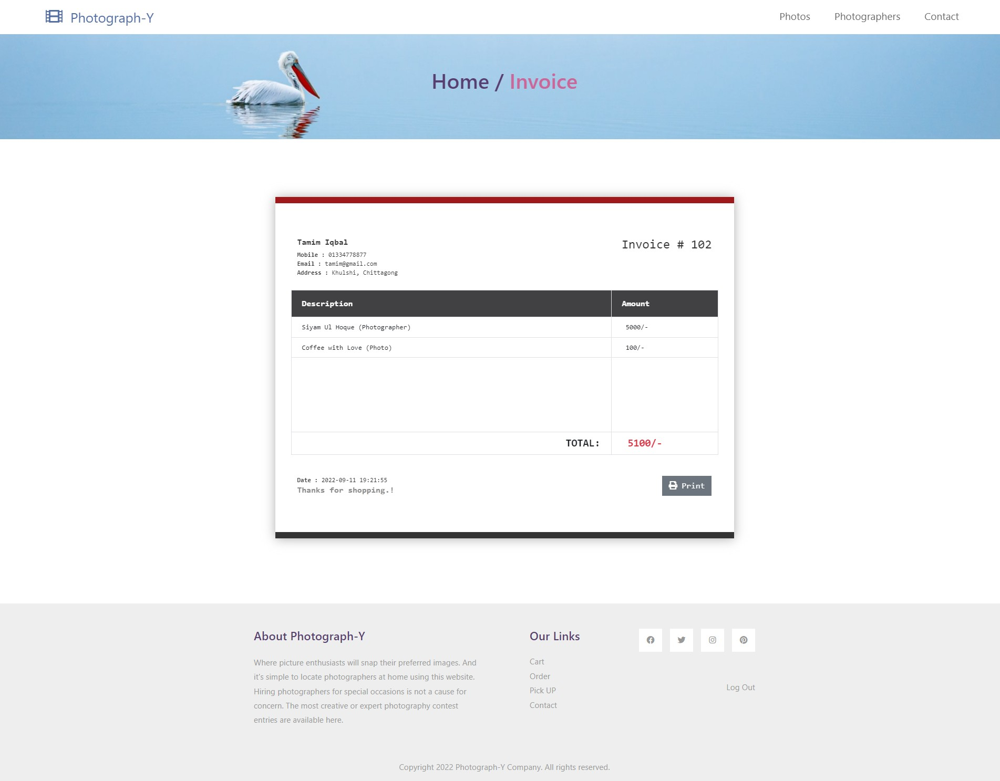 Photograph-Y
Photos Photographers Contact
Home / Invoice
Tamim Iqbal
Invoice # 102
Mobile : 01334778877
Email : tamim@gmail.com
Address : Khulshi, Chittagong
Description Amount
Siyam Ul Hoque (Photographer) 5000/-
Coffee with Love (Photo) 100/-
TOTAL: 5100/-
Date : 2022-09-11 19:21:55
Thanks for shopping.!
Print
About Photograph-Y
Where picture enthusiasts will snap their preferred images. And
it's simple to locate photographers at home using this website.
Hiring photographers for special occasions is not a cause for
concern. The most creative or expert photography contest
entries are available here.
Our Links
Cart
Order
Pick UP
Contact
Log Out
Copyright 2022 Photograph-Y Company. All rights reserved.